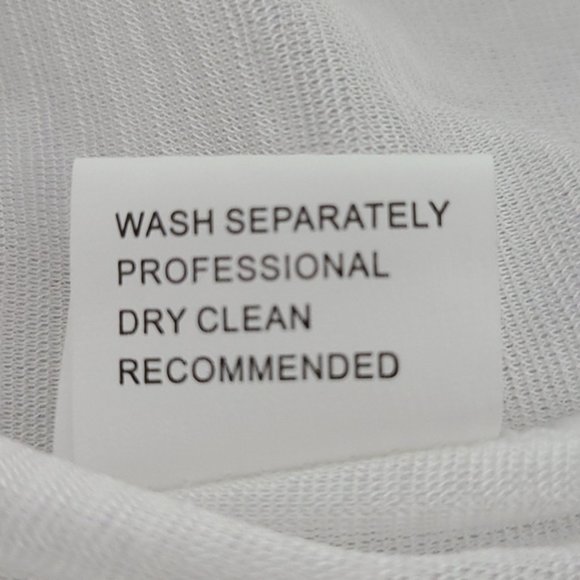 WASH SEPARATELY
PROFESSIONAL
DRY CLEAN
RECOMMENDED